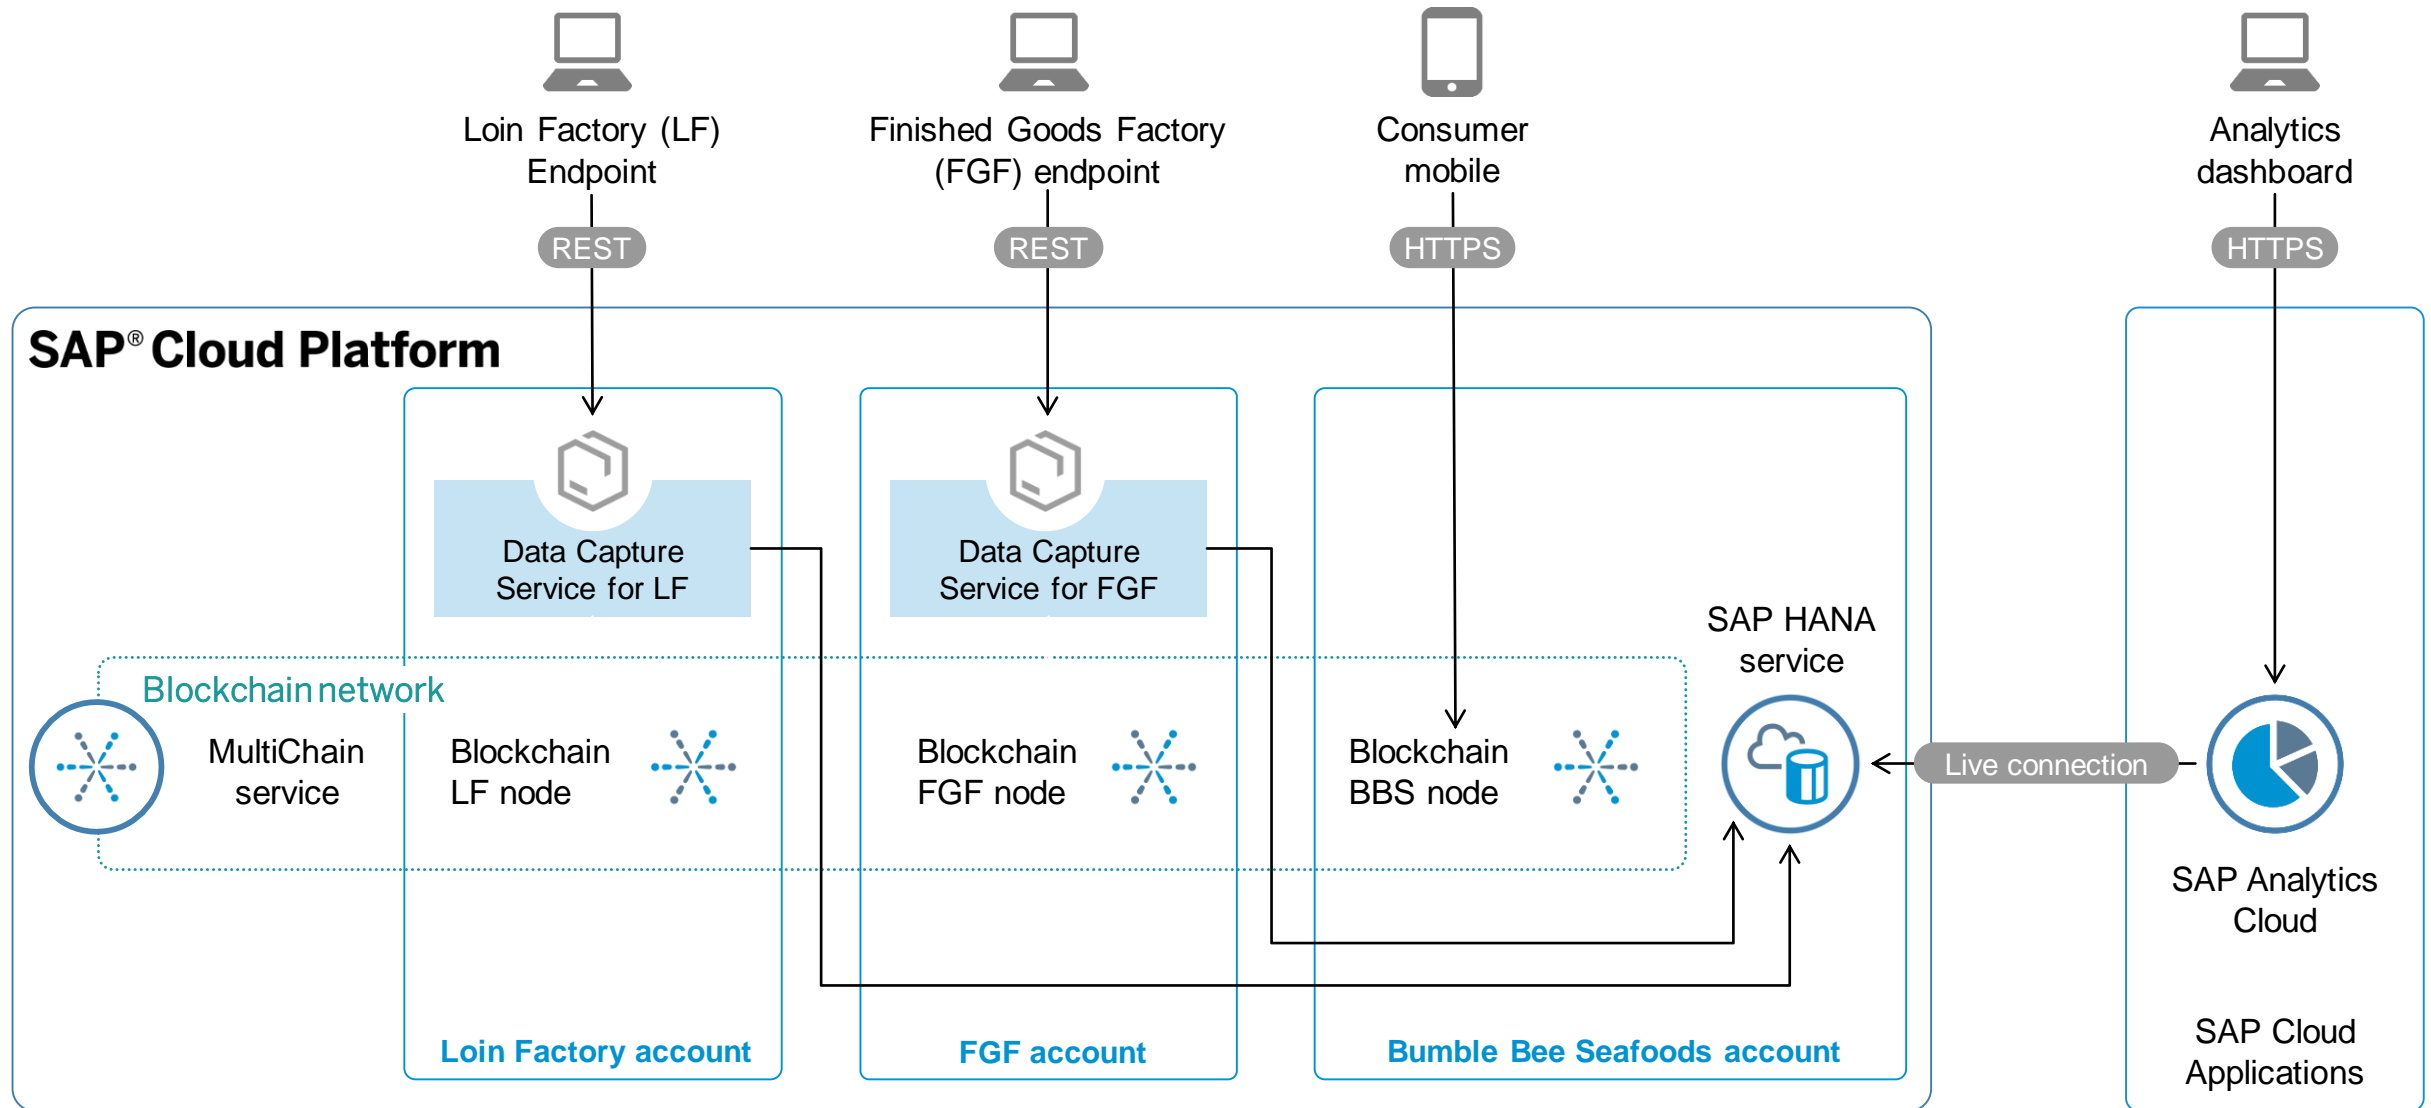 Loin Factory (LF)
Endpoint
Finished Goods Factory
(FGF) endpoint
Consumer
mobile
Analytics
dashboard
REST
REST
HTTPS
HTTPS
SAP® Cloud Platform
Data Capture
Service for LF
Data Capture
Service for FGF
SAP HANA
service
Blockchain network
MultiChain
service
Blockchain
LF node
Blockchain
FGF node
Blockchain
BBS node
Live connection
SAP Analytics
Cloud
Loin Factory account
FGF account
Bumble Bee Seafoods account
SAP Cloud
Applications